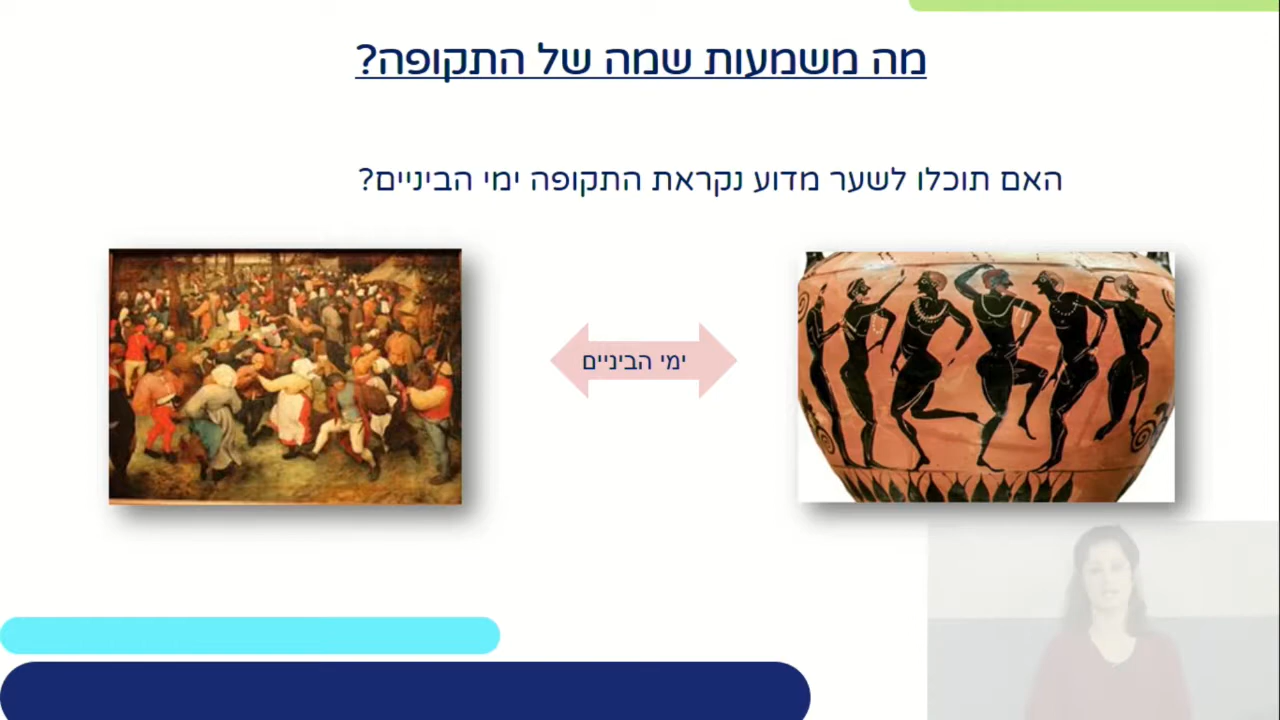 מה משמעות שמה של התקופה?
האם תוכלו לשער מדוע נקראת התקופה ימי הביניים?
ימי הביניים